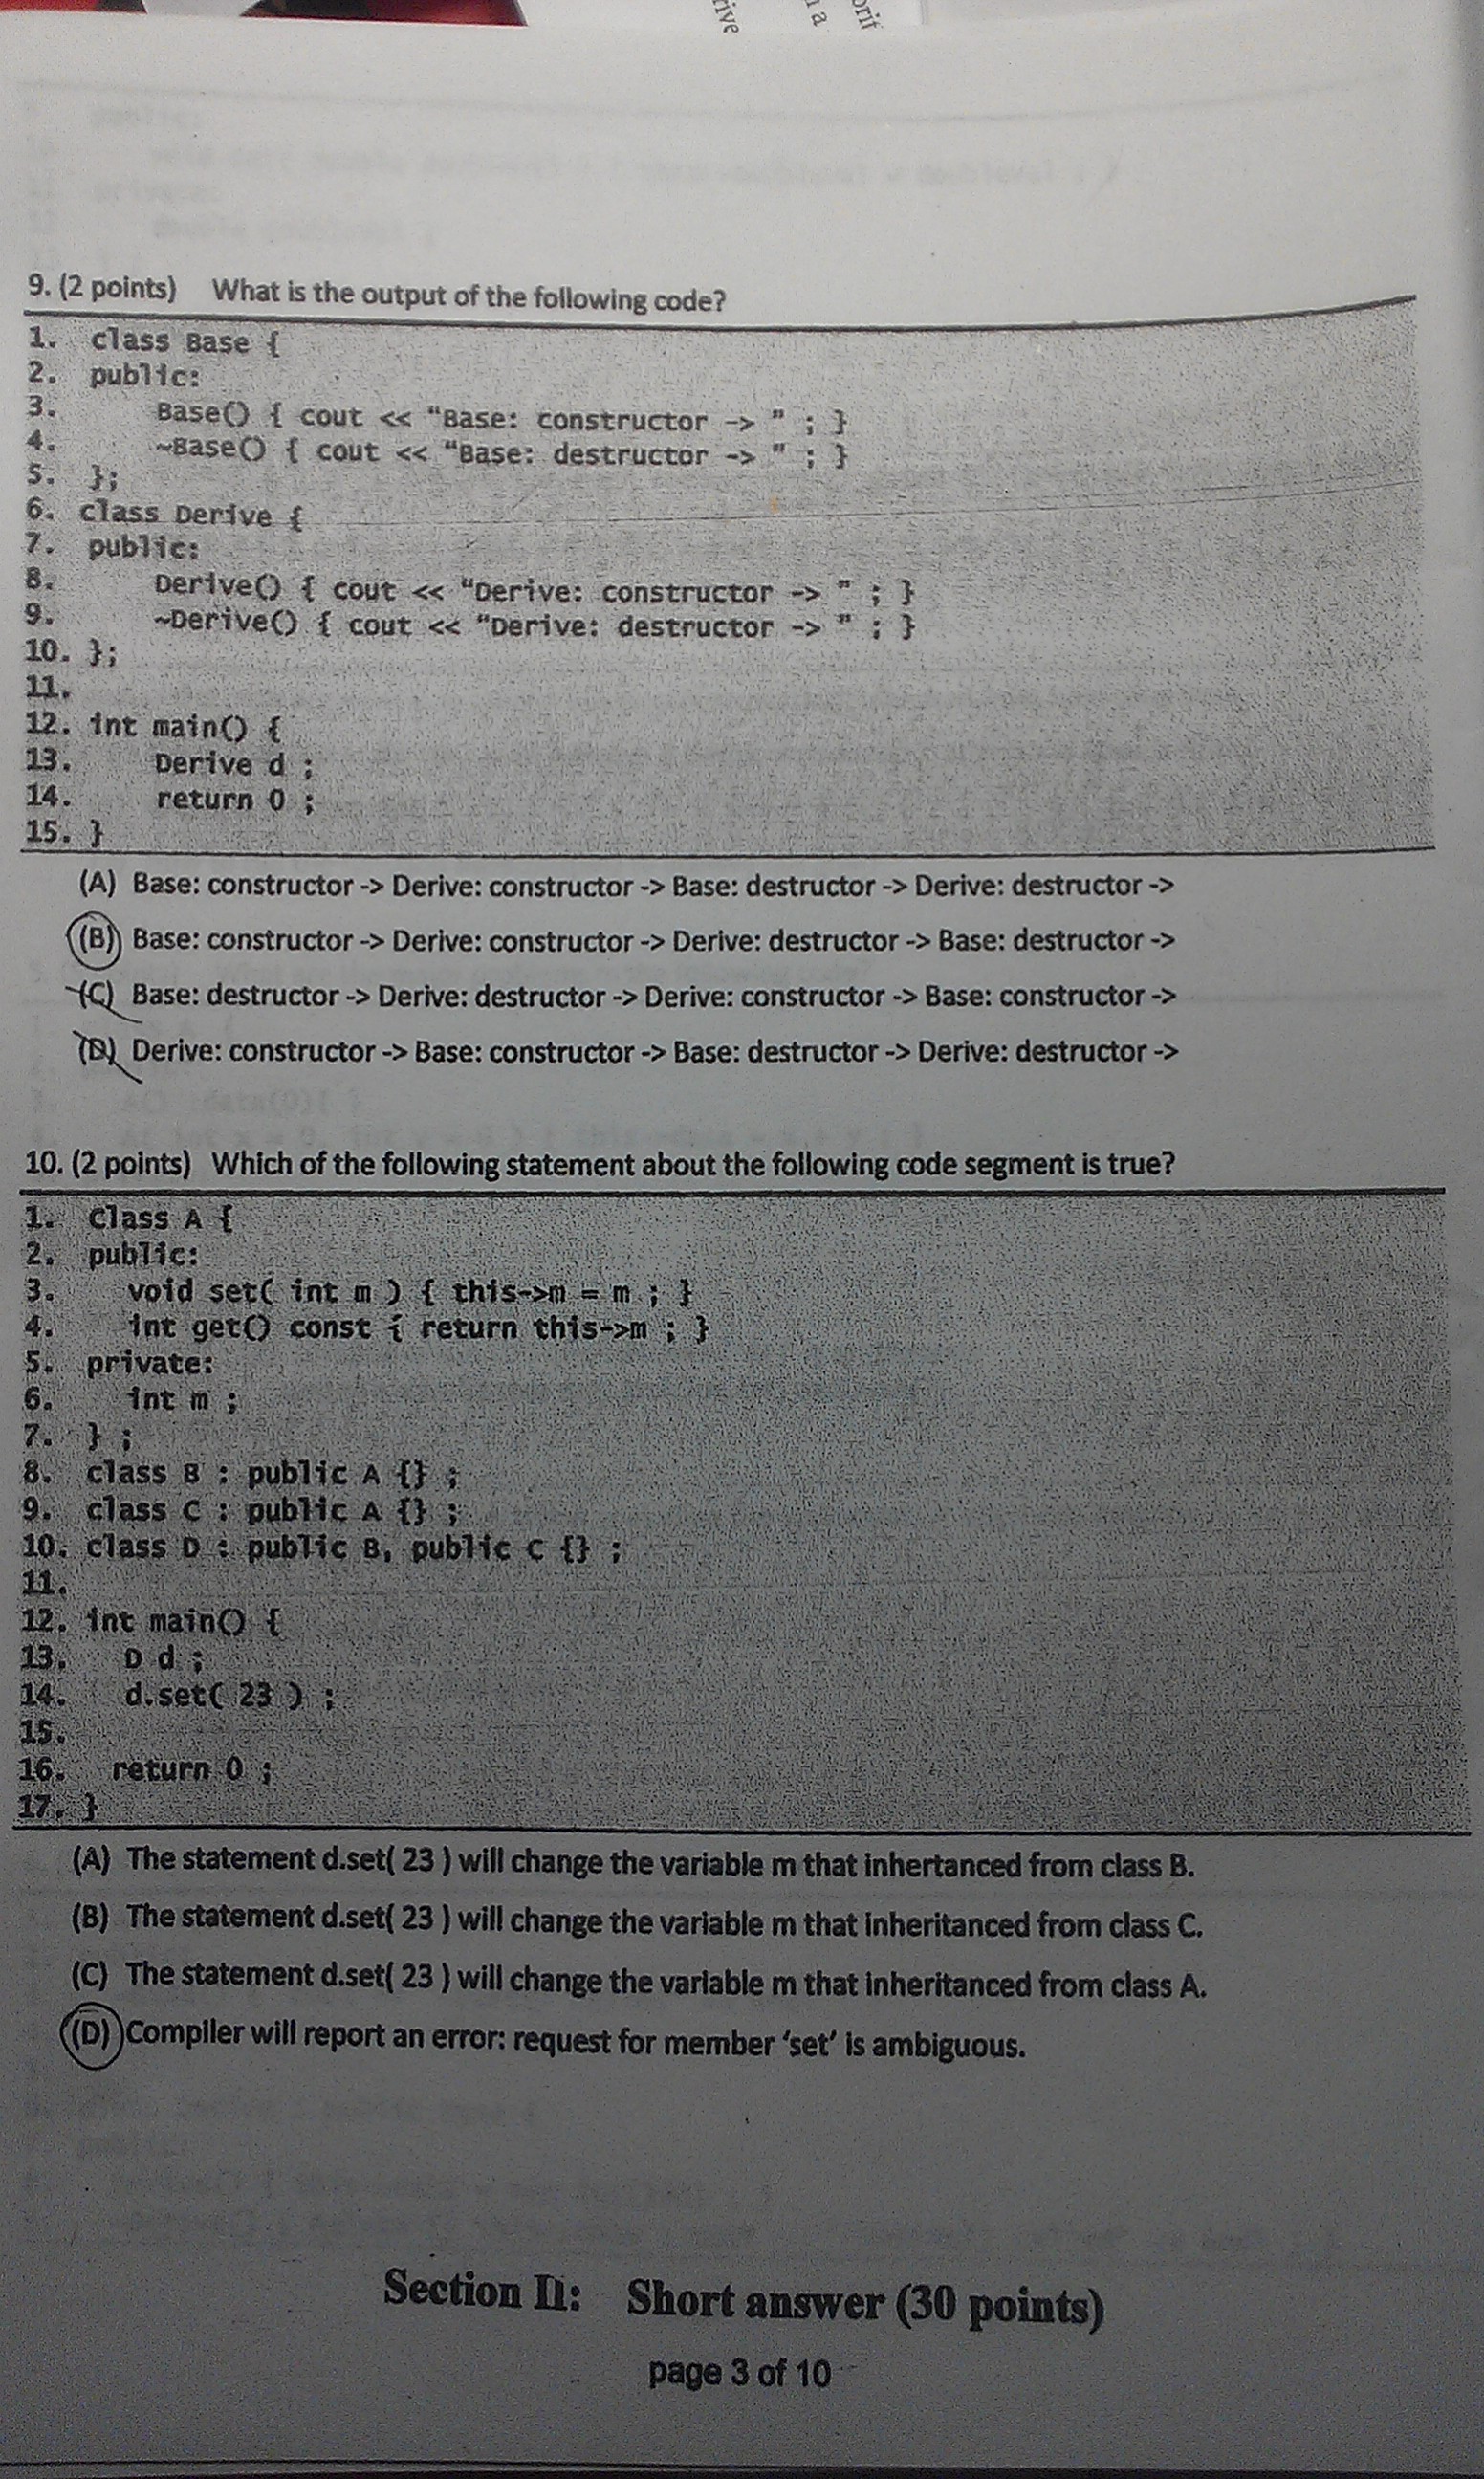 rive
a
orif
9. (2 points) What is the output of the following code?
1. class Base {
2. public:
3. Base() { cout << “Base: constructor -> ” ; }
4. ~Base() { cout << “Base: destructor -> ” ; }
5. };
6. class Derive {
7. public:
8. Derive() { cout << “Derive: constructor -> ” ; }
9. ~Derive() { cout << “Derive: destructor -> ” ; }
10. };
11.
12. int main() {
13. Derive d ;
14. return 0 ;
15. }
(A) Base: constructor -> Derive: constructor -> Base: destructor -> Derive: destructor ->
(B) Base: constructor -> Derive: constructor -> Derive: destructor -> Base: destructor ->
(C) Base: destructor -> Derive: destructor -> Derive: constructor -> Base: constructor ->
(D) Derive: constructor -> Base: constructor -> Base: destructor -> Derive: destructor ->
10. (2 points) Which of the following statement about the following code segment is true?
1. Class A {
2. public:
3. void set( int m ) { this->m = m ; }
4. int get() const { return this->m ; }
5. private:
6. int m ;
7. } ;
8. class B : public A {} ;
9. class C : public A {} ;
10. class D : public B, public C {} ;
11.
12. int main() {
13. D d ;
14. d.set( 23 ) ;
15.
16. return 0 ;
17. }
(A) The statement d.set( 23 ) will change the variable m that inhertanced from class B.
(B) The statement d.set( 23 ) will change the variable m that inheritanced from class C.
(C) The statement d.set( 23 ) will change the variable m that inheritanced from class A.
(D) Compiler will report an error: request for member ‘set’ is ambiguous.
Section II: Short answer (30 points)
page 3 of 10